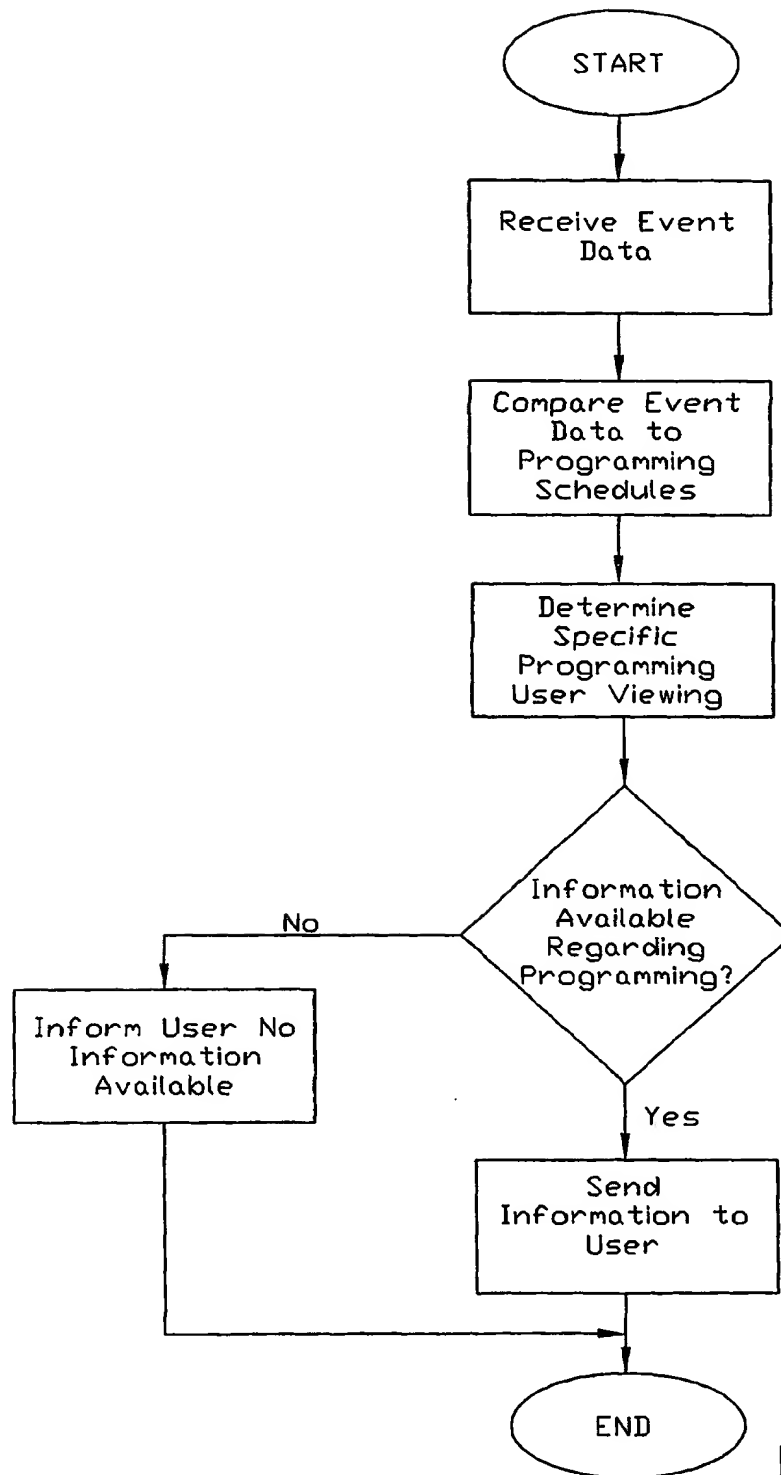 START
Receive Event
Data
Compare Event
Data to
Programming
Schedules
Determine
Specific
Programming
User Viewing
Information
Available
Regarding
Programming?
No
Inform User No
Information
Available
Yes
Send
Information to
User
END